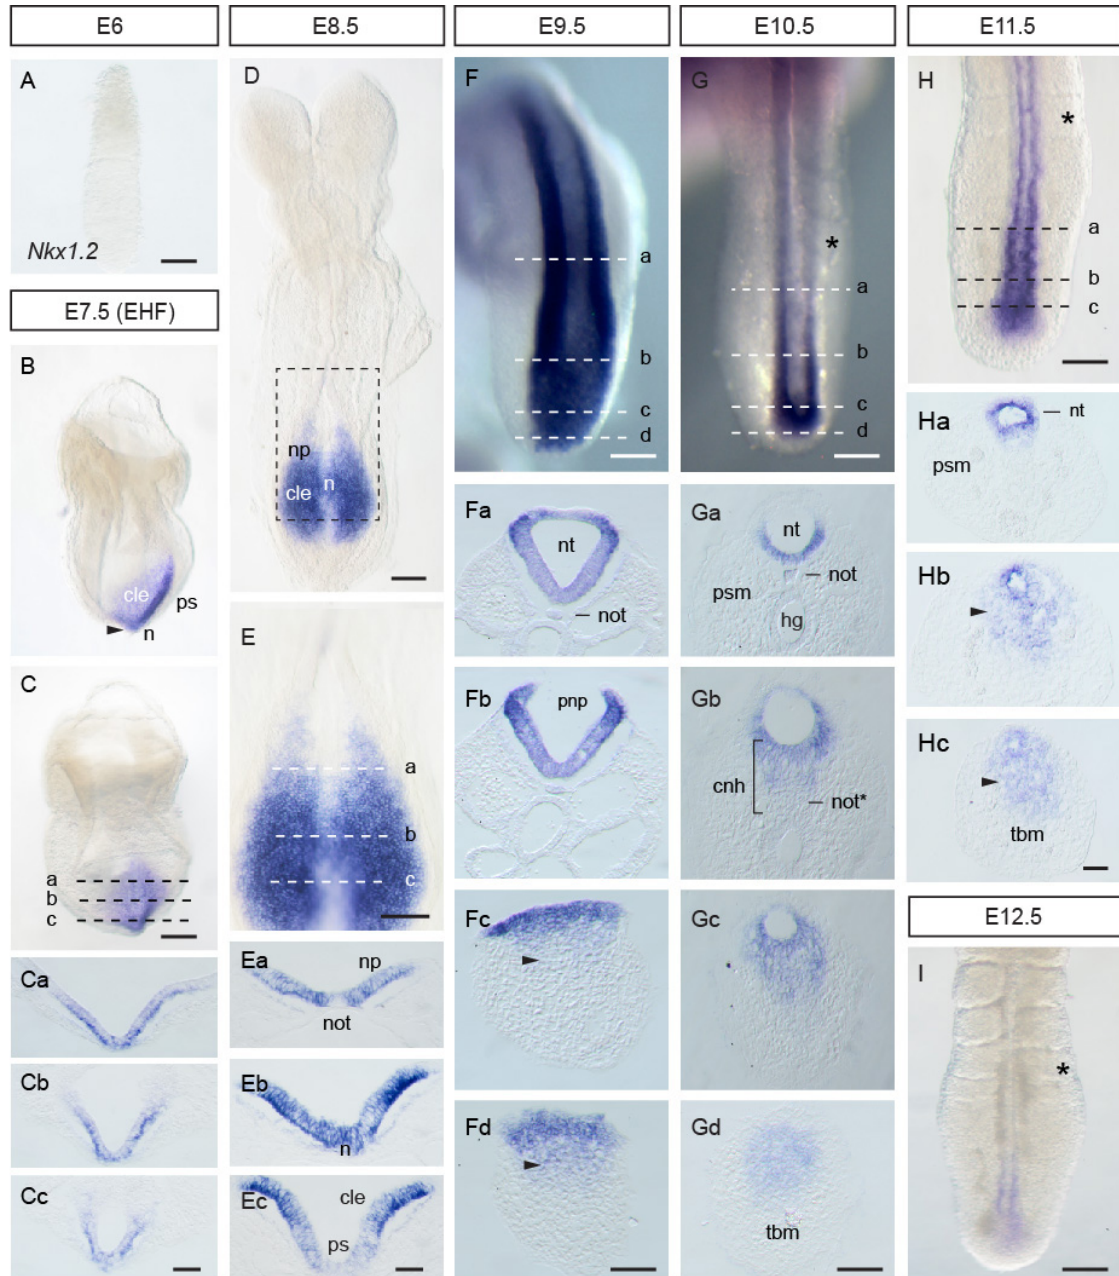 E6
E8.5
E9.5
E10.5
E11.5
A
Nkx1.2
E7.5 (EHF)
B
cle
ps
n
C
a
b
c
Ca
Cb
Cc
D
np
n
cle
E
a
b
c
Ea
np
not
Eb
n
Ec
cle
ps
F
a
b
c
d
Fa
nt
not
Fb
pnp
Fc
Fd
G
*
a
b
c
d
Ga
nt
not
psm
hg
Gb
cnh
not*
Gc
Gd
tbm
H
*
a
b
c
Ha
nt
psm
Hb
Hc
tbm
E12.5
I
*